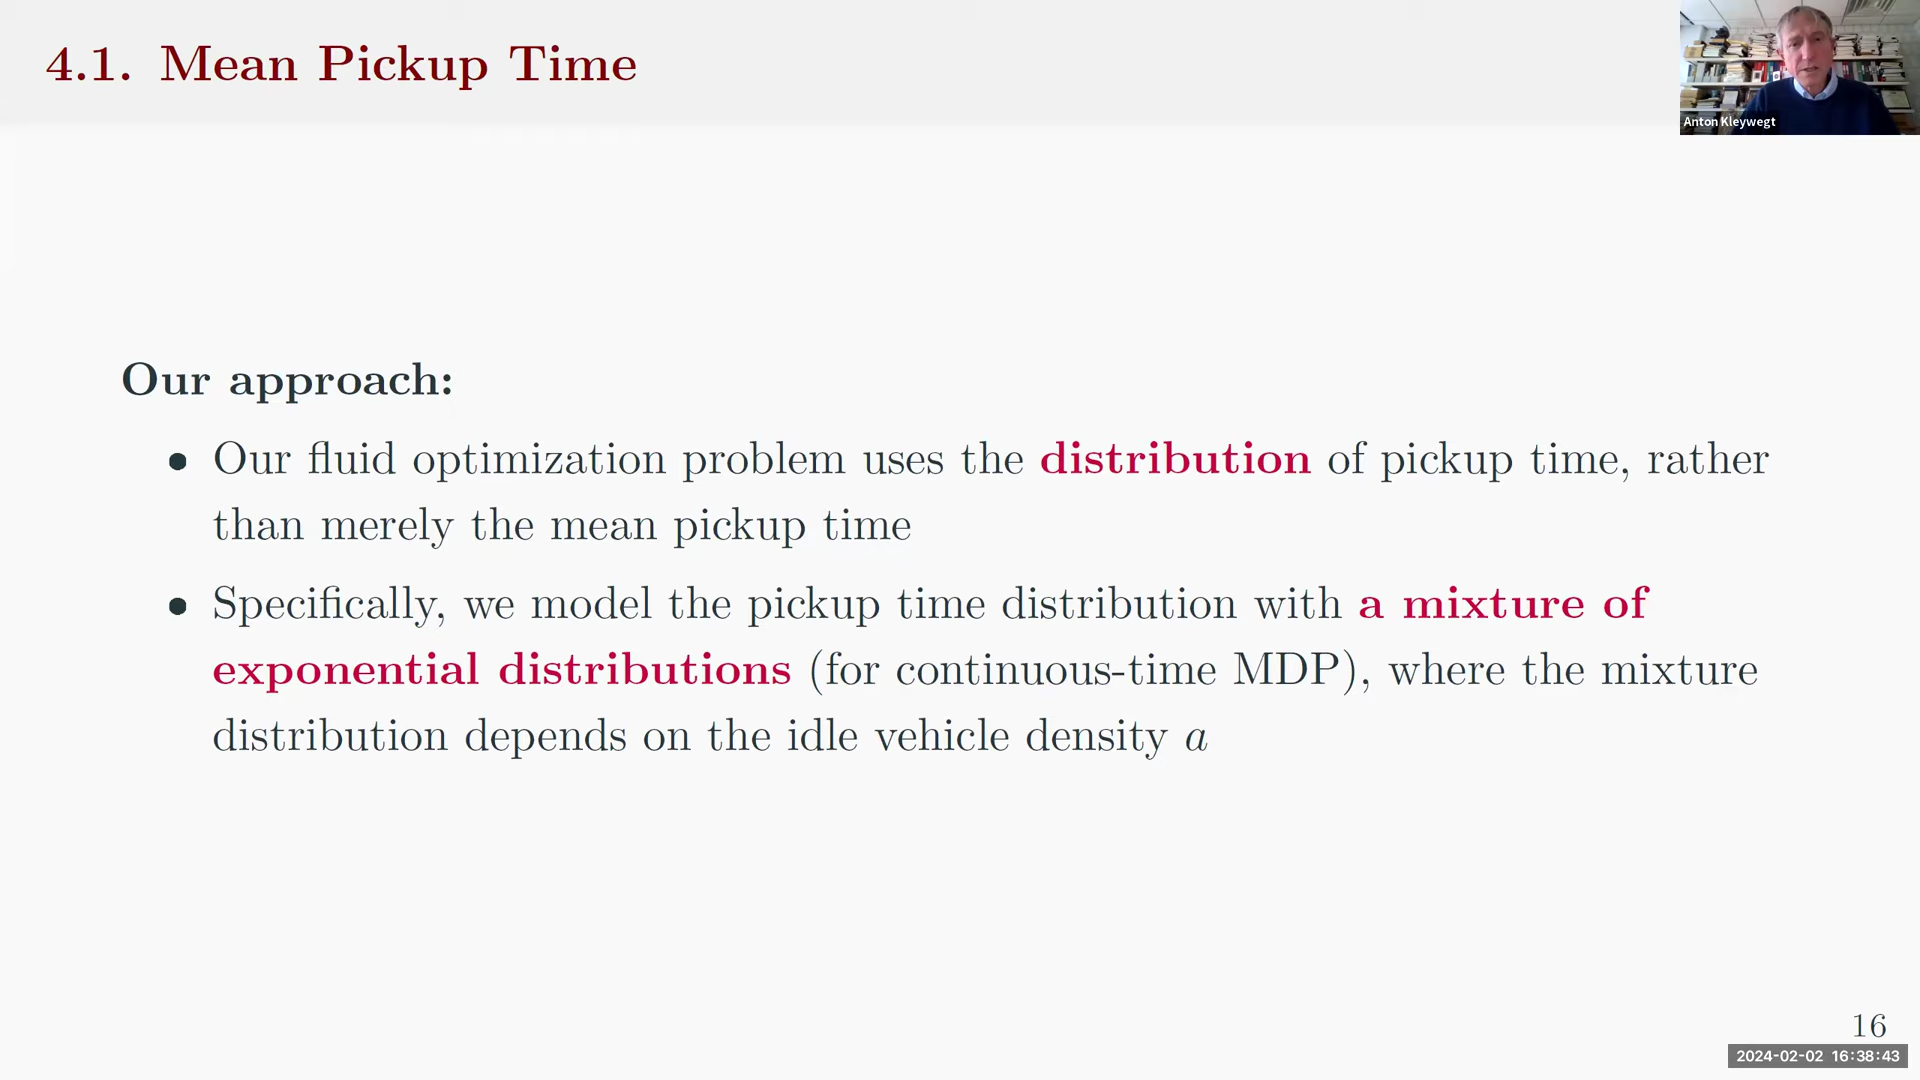 4.1. Mean Pickup Time
Anton Kleywegt
Our approach:
• Our fluid optimization problem uses the distribution of pickup time, rather
than merely the mean pickup time
• Specifically, we model the pickup time distribution with a mixture of
exponential distributions (for continuous-time MDP), where the mixture
distribution depends on the idle vehicle density a
16
2024-02-02 16:38:43